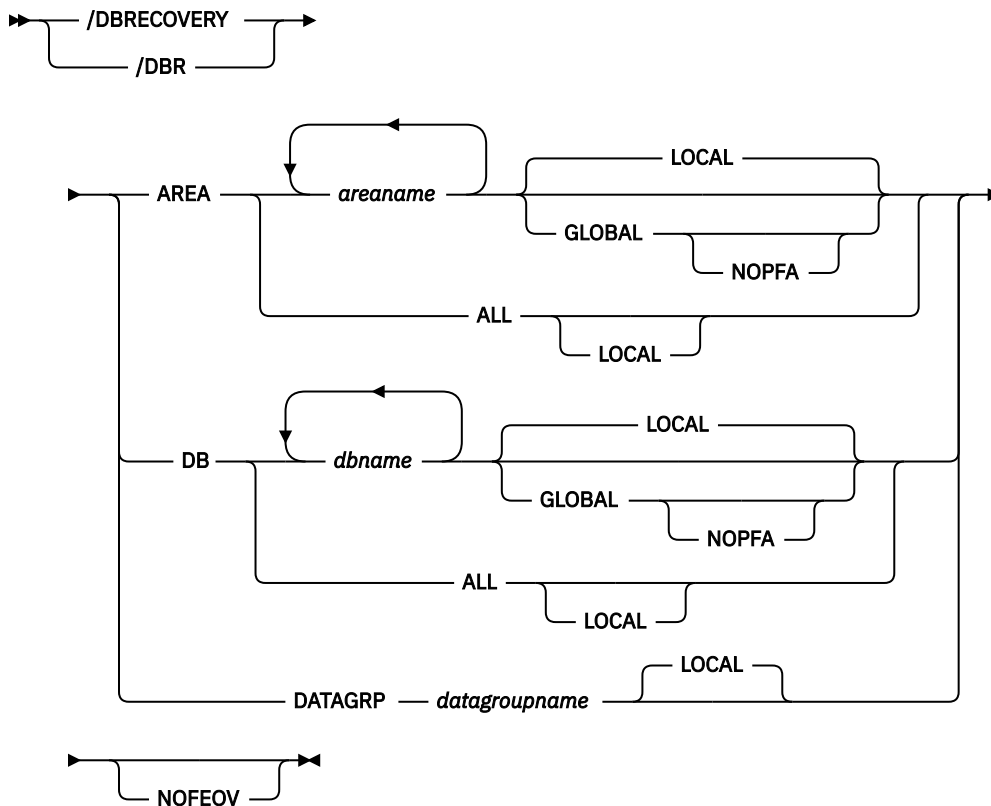 /DBRECOVERY
/DBR
LOCAL
AREA areaname
GLOBAL
NOPFA
ALL
LOCAL
LOCAL
DB dbname
GLOBAL
NOPFA
ALL
LOCAL
LOCAL
DATAGRP datagroupname
NOFEOV